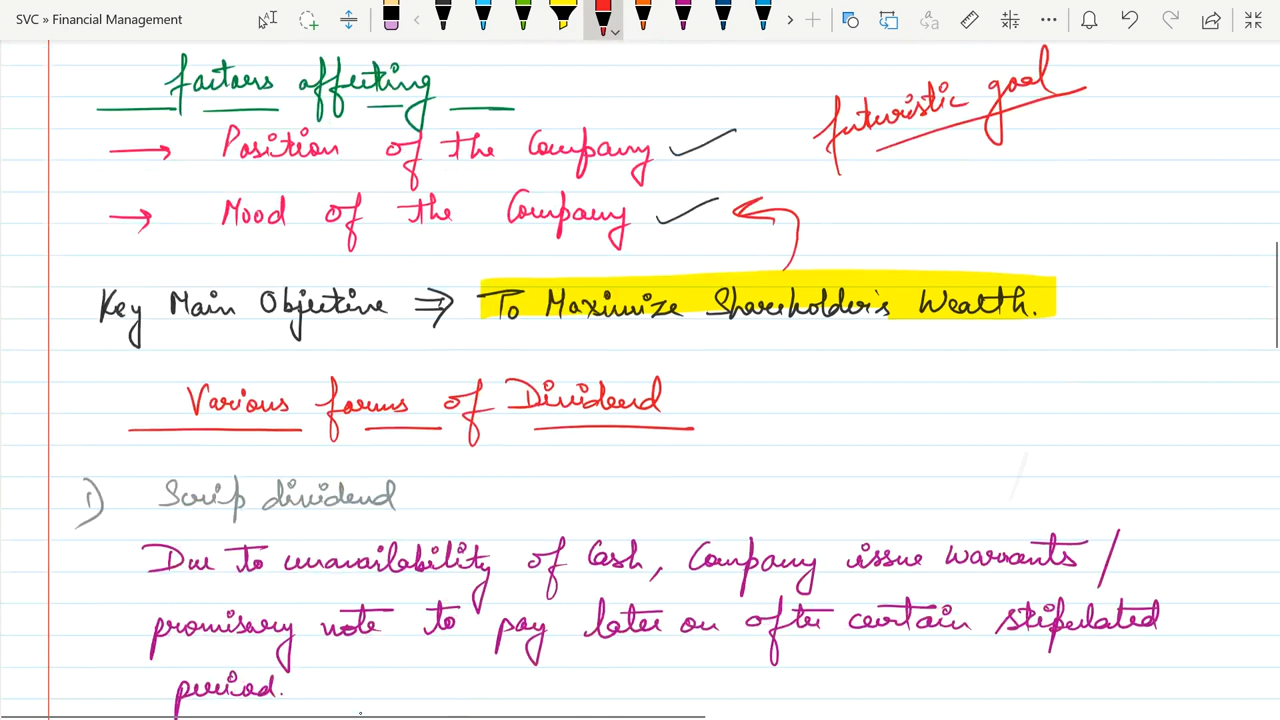 SVC » Financial Management
factors affecting
futuristic goal
→ Position of the Company ✓
→ Mood of the Company ✓
Key Main Objective ⇒ To Maximize Shareholder's Wealth.
Various forms of Dividend
1) Scrip dividend
Due to unavailability of Cash, Company issue warrants /
promisary note to pay later on after certain stipulated
period.